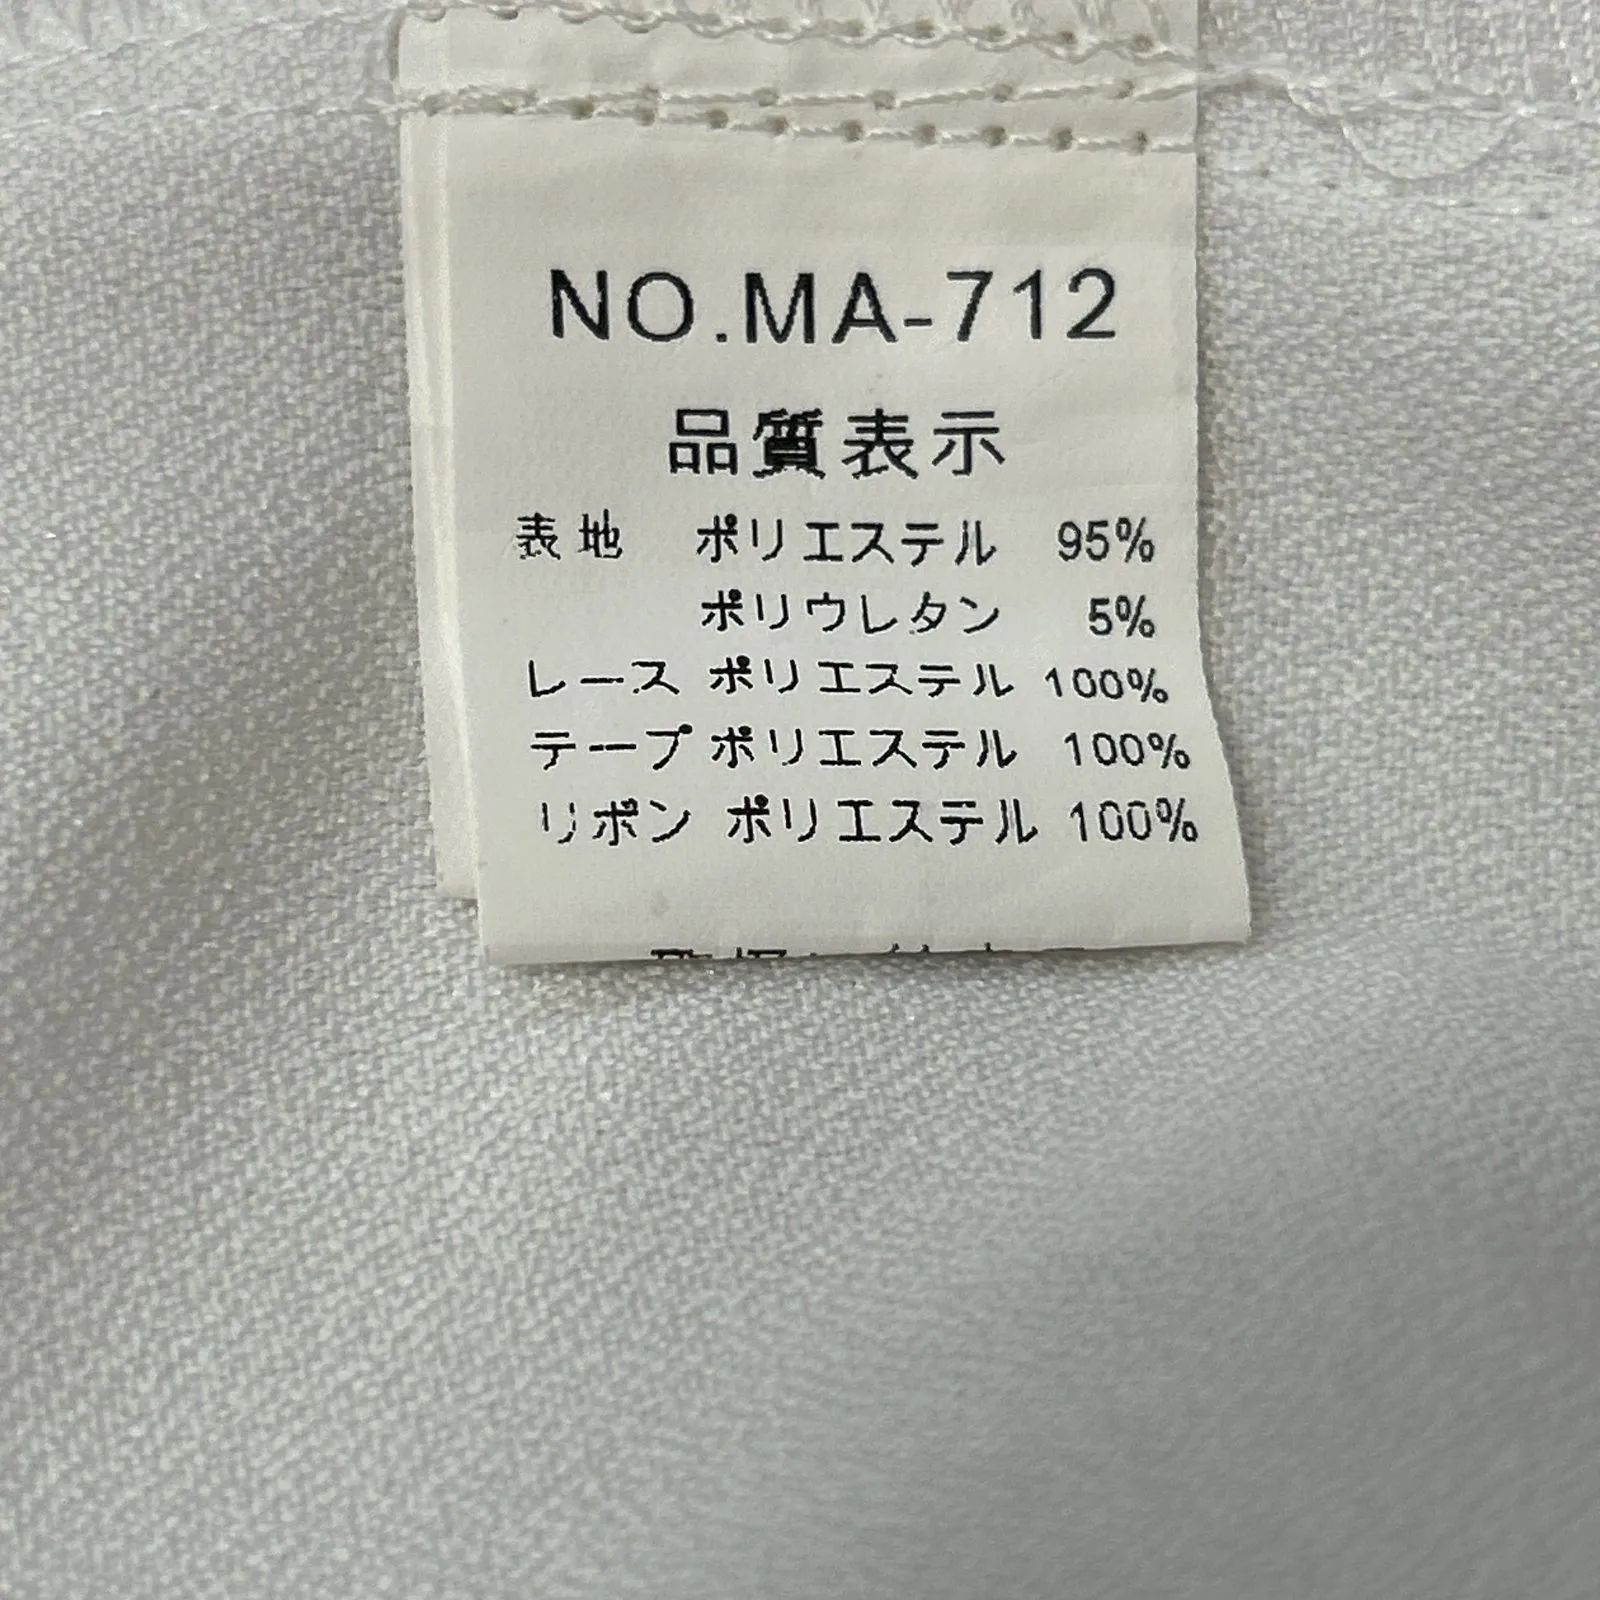 NO.MA-712
品質表示
表地 ポリエステル 95%
ポリウレタン 5%
レース ポリエステル 100%
テープ ポリエステル 100%
リボン ポリエステル 100%